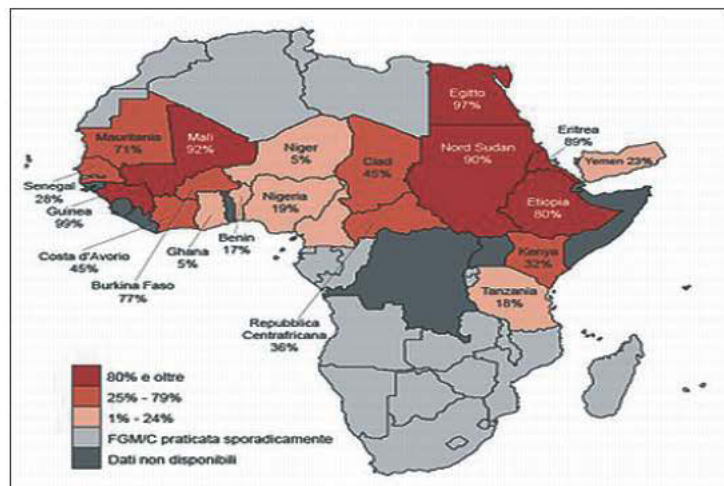 Egitto
97%
Mauritania
71%
Mali
92%
Niger
5%
Ciad
45%
Nord Sudan
90%
Eritrea
89%
Yemen 23%
Senegal
28%
Guinea
99%
Nigeria
19%
Etiopia
80%
Costa d'Avorio
45%
Ghana
5%
Benin
17%
Kenya
32%
Burkina Faso
77%
Tanzania
18%
Repubblica
Centrafricana
36%
80% e oltre
25% - 79%
1% - 24%
FGM/C praticata sporadicamente
Dati non disponibili